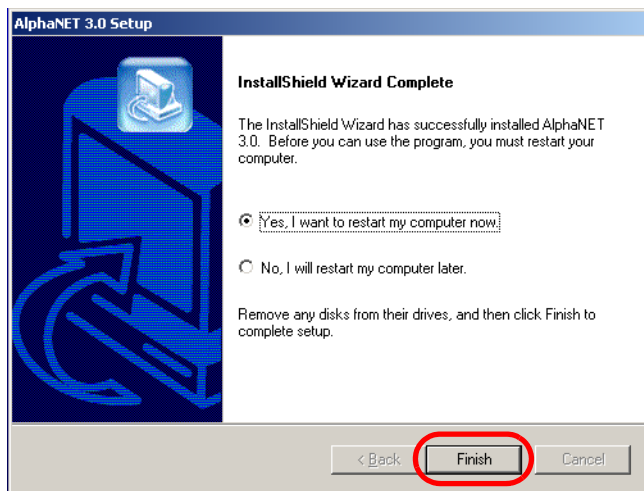 AlphaNET 3.0 Setup
InstallShield Wizard Complete
The InstallShield Wizard has successfully installed AlphaNET
3.0. Before you can use the program, you must restart your
computer.
Yes, I want to restart my computer now.
No, I will restart my computer later.
Remove any disks from their drives, and then click Finish to
complete setup.
< Back Finish Cancel